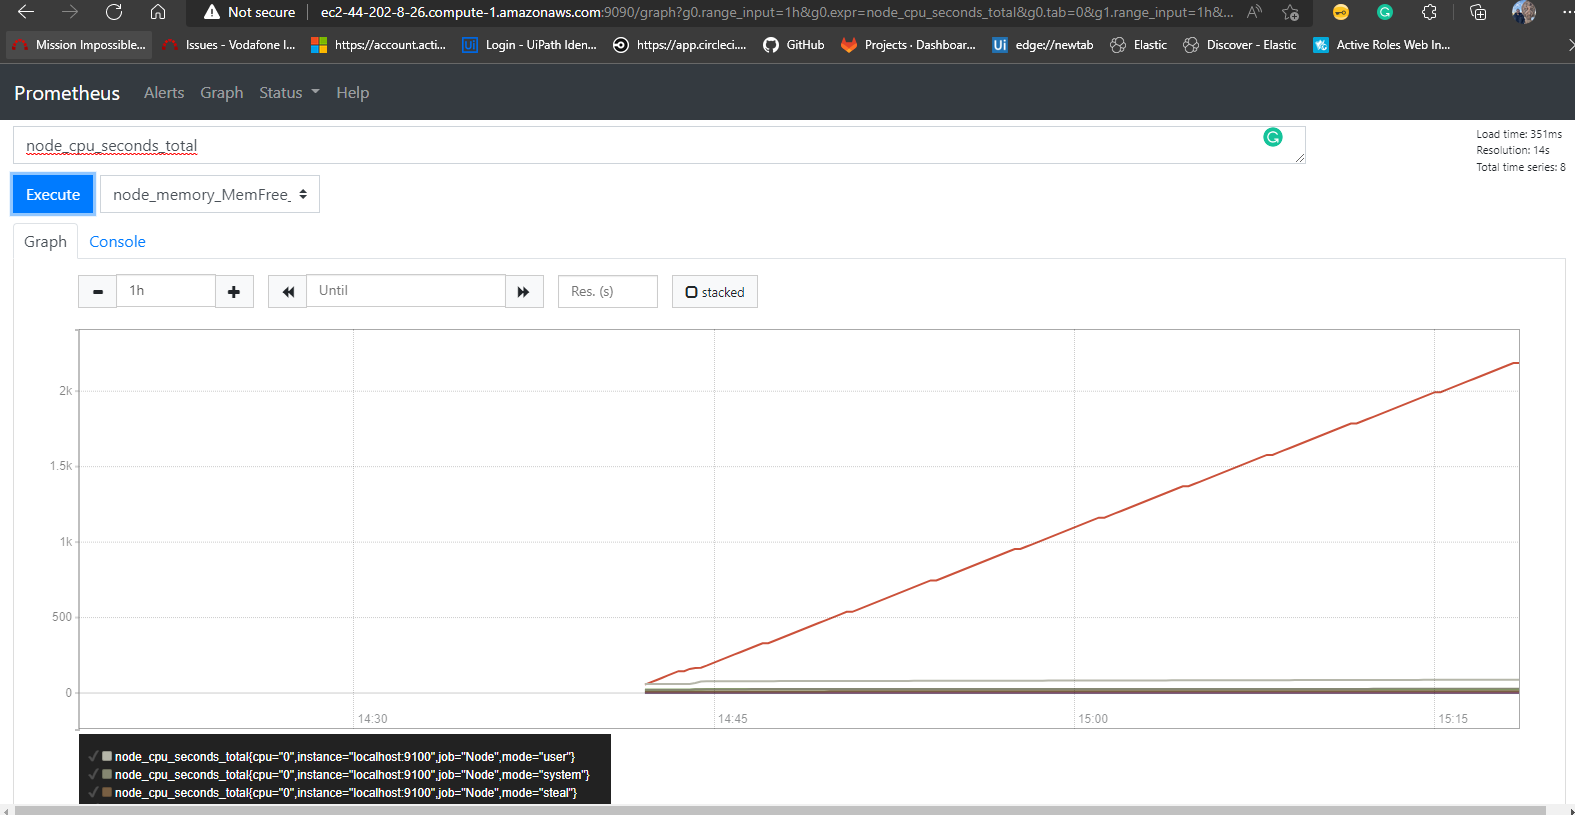 Not secure
ec2-44-202-8-26.compute-1.amazonaws.com:9090/graph?g0.range_input=1h&g0.expr=node_cpu_seconds_total&g0.tab=0&g1.range_input=1h&...
Mission Impossible... Issues - Vodafone I... https://account.acti... Login - UiPath Iden... https://app.circleci.... GitHub Projects · Dashboar... edge://newtab Elastic Discover - Elastic Active Roles Web In...
Prometheus Alerts Graph Status Help
node_cpu_seconds_total
Load time: 351ms
Resolution: 14s
Total time series: 8
Execute node_memory_MemFree_
Graph Console
1h Until Res. (s) stacked
2k
1.5k
1k
500
0
14:30 14:45 15:00 15:15
node_cpu_seconds_total{cpu="0",instance="localhost:9100",job="Node",mode="user"}
node_cpu_seconds_total{cpu="0",instance="localhost:9100",job="Node",mode="system"}
node_cpu_seconds_total{cpu="0",instance="localhost:9100",job="Node",mode="steal"}